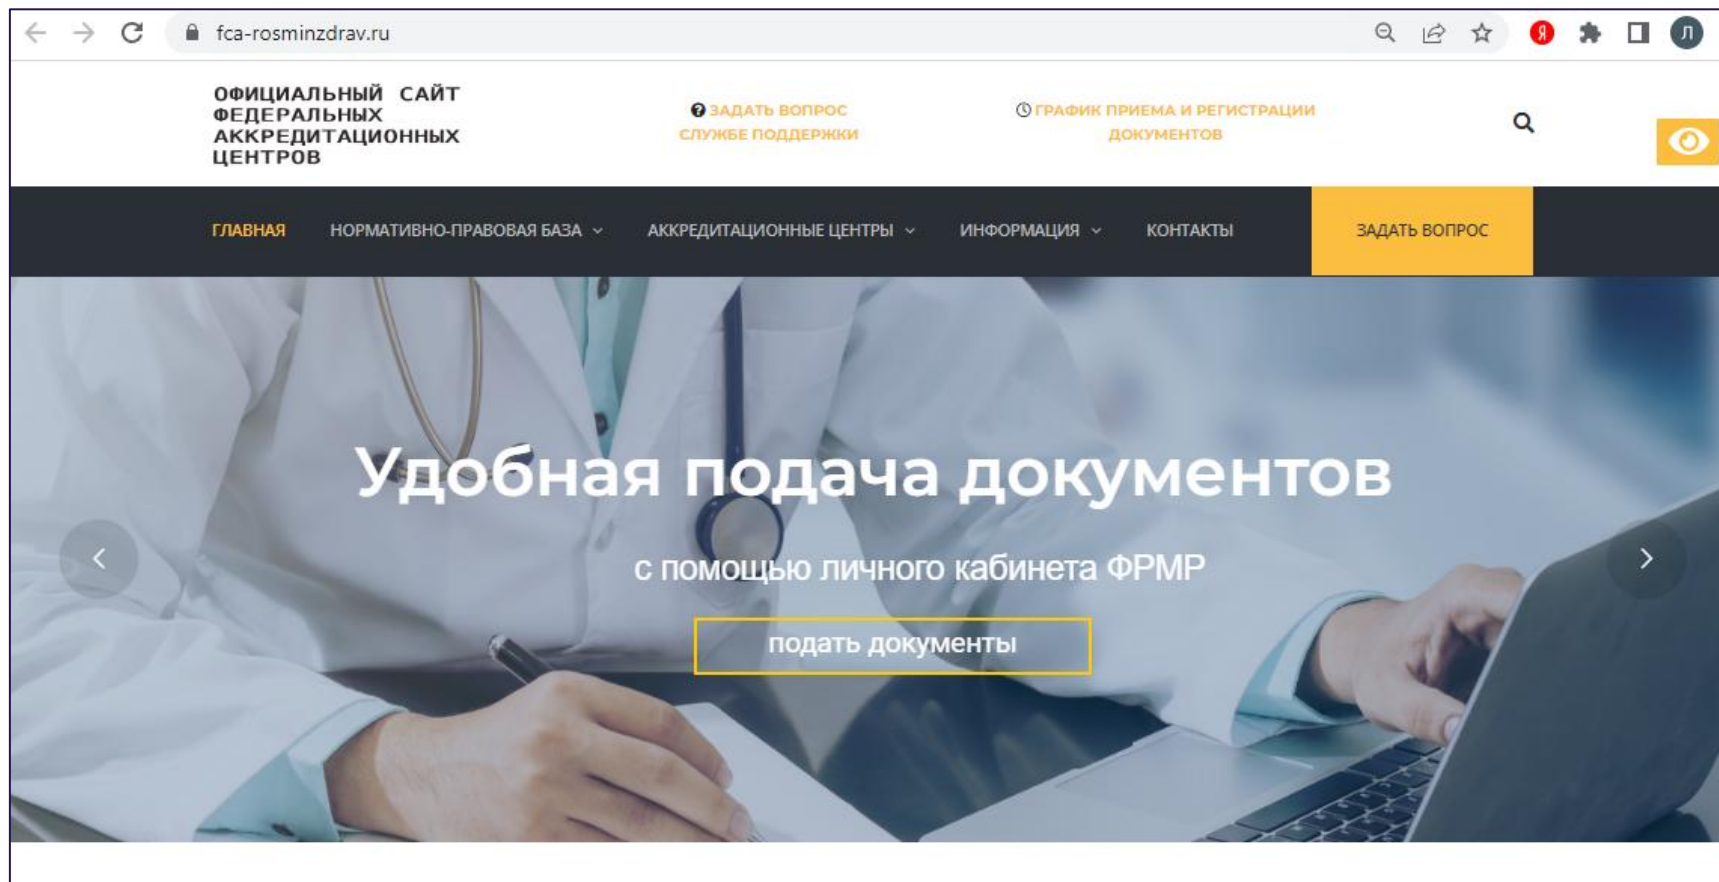 fca-rosminzdrav.ru
Я
Л
ОФИЦИАЛЬНЫЙ САЙТ
ФЕДЕРАЛЬНЫХ
АККРЕДИТАЦИОННЫХ
ЦЕНТРОВ
ЗАДАТЬ ВОПРОС
СЛУЖБЕ ПОДДЕРЖКИ
ГРАФИК ПРИЕМА И РЕГИСТРАЦИИ
ДОКУМЕНТОВ
ГЛАВНАЯ
НОРМАТИВНО-ПРАВОВАЯ БАЗА
АККРЕДИТАЦИОННЫЕ ЦЕНТРЫ
ИНФОРМАЦИЯ
КОНТАКТЫ
ЗАДАТЬ ВОПРОС
Удобная подача документов
с помощью личного кабинета ФРМР
подать документы